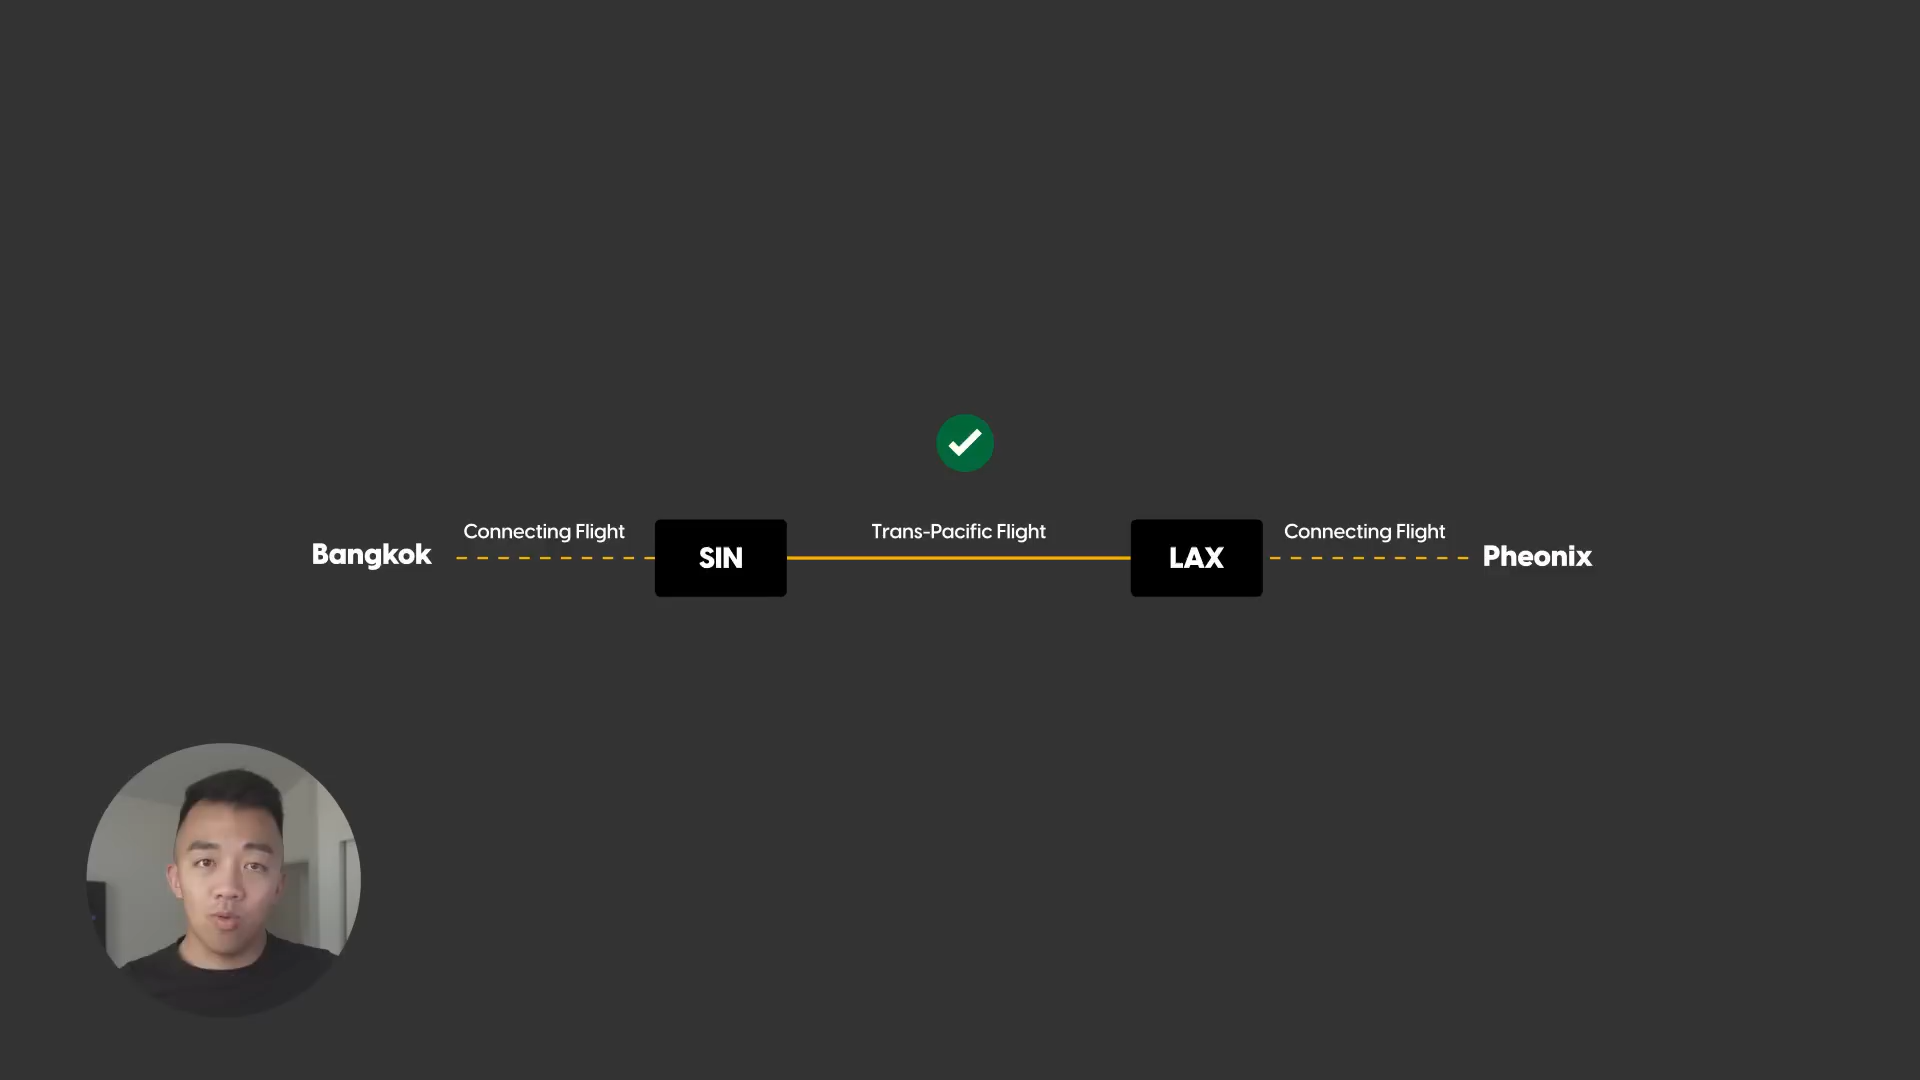 Bangkok
Connecting Flight
SIN
Trans-Pacific Flight
LAX
Connecting Flight
Pheonix